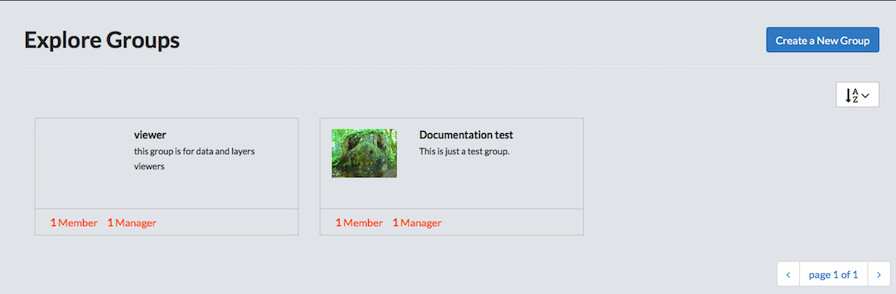 Explore Groups
Create a New Group
viewer
this group is for data and layers
viewers
1 Member 1 Manager
Documentation test
This is just a test group.
1 Member 1 Manager
page 1 of 1